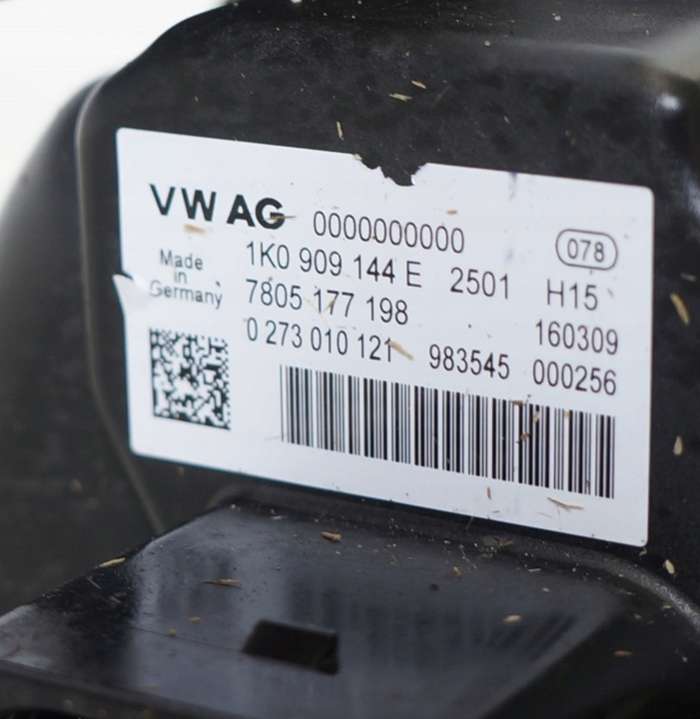 VW AG 0000000000 078
Made in Germany
1K0 909 144 E 2501 H15
7805 177 198 160309
0 273 010 121 983545 000256